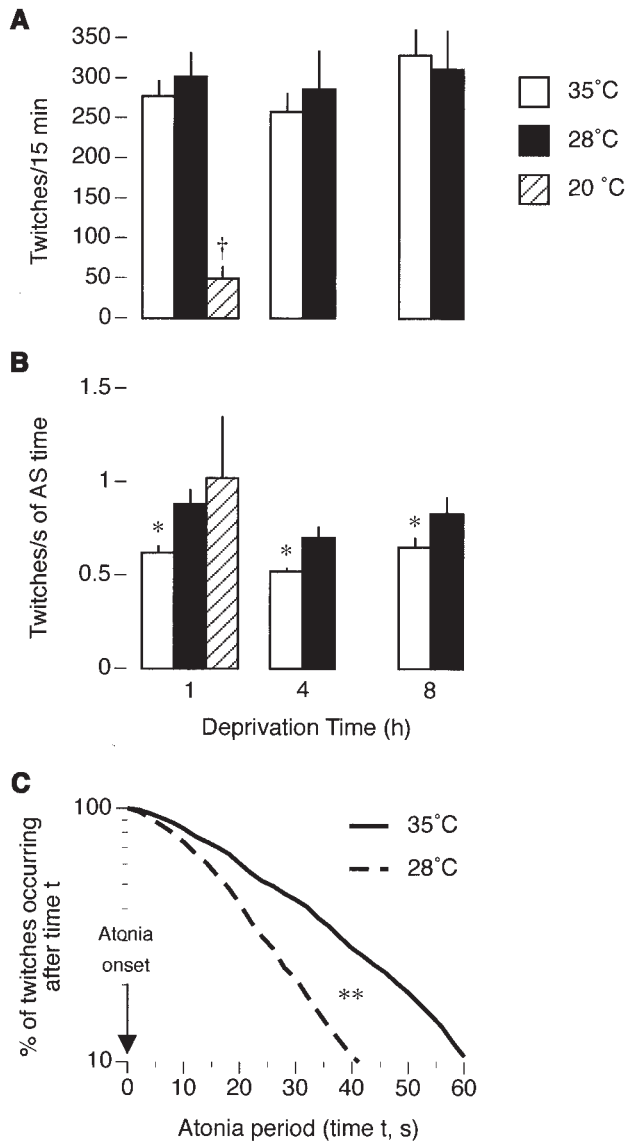 A
Twitches/15 min
350
300
250
200
150
100
50
0
†
35˚C
28˚C
20 ˚C
B
Twitches/s of AS time
1.5
1
0.5
0
*
*
*
1 4 8
Deprivation Time (h)
C
% of twitches occurring
after time t
100
10
35˚C
28˚C
Atonia
onset
**
0 10 20 30 40 50 60
Atonia period (time t, s)